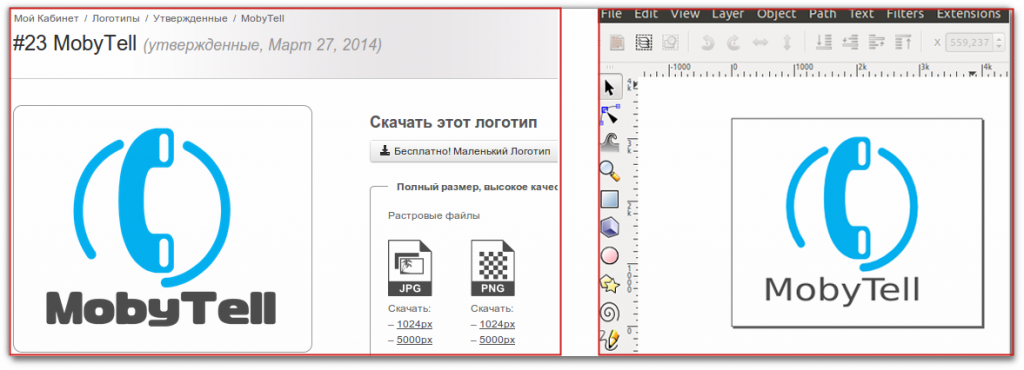 Мой Кабинет / Логотипы / Утвержденные / MobyTell
#23 MobyTell (утвержденные, Март 27, 2014)
MobyTell
Скачать этот логотип
Бесплатно! Маленький Логотип
Полный размер, высокое качес
Растровые файлы
JPG PNG
Скачать: Скачать:
– 1024px – 1024px
– 5000px – 5000px
File Edit View Layer Object Path Text Filters Extensions
X 559,237
-1000 0 1000 2k 3k 4k
MobyTell